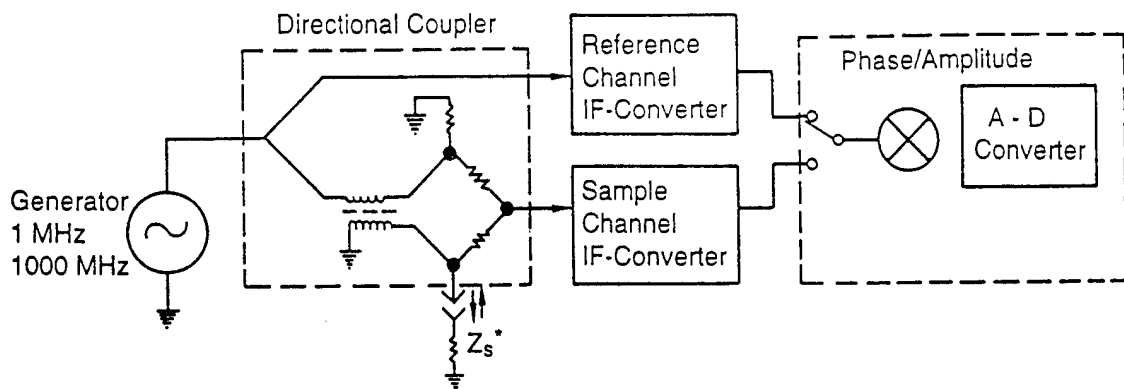 Directional Coupler
Reference
Channel
IF-Converter
Phase/Amplitude
A - D
Converter
Generator
1 MHz
1000 MHz
Sample
Channel
IF-Converter
Zs*